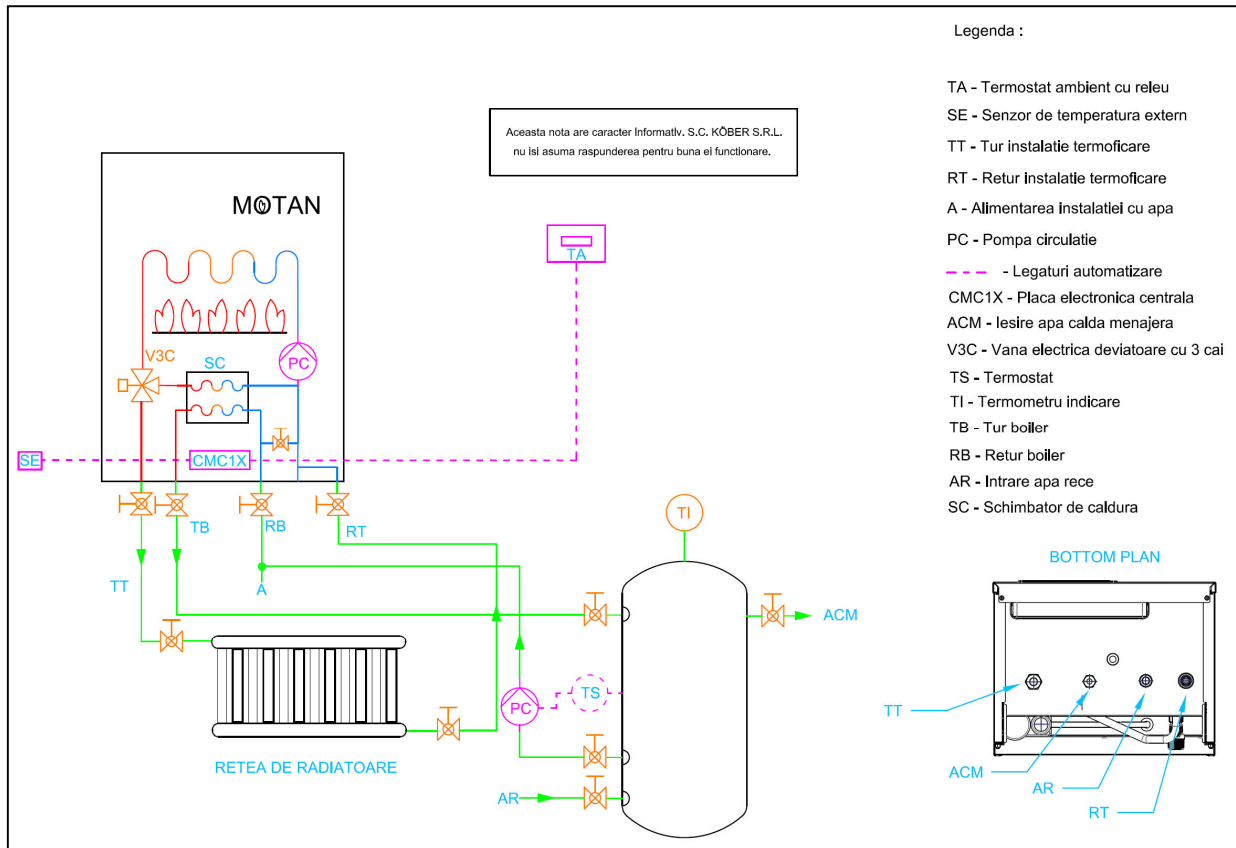 Legenda :
TA - Termostat ambient cu releu
SE - Senzor de temperatura extern
TT - Tur instalatie termoficare
RT - Retur instalatie termoficare
A - Alimentarea instalatiei cu apa
PC - Pompa circulatie
- Legaturi automatizare
CMC1X - Placa electronica centrala
ACM - Iesire apa calda menajera
V3C - Vana electrica deviatoare cu 3 cai
TS - Termostat
TI - Termometru indicare
TB - Tur boiler
RB - Retur boiler
AR - Intrare apa rece
SC - Schimbator de caldura
Aceasta nota are caracter informativ. S.C. KÖBER S.R.L.
nu isi asuma raspunderea pentru buna ei functionare.
MOTAN
TA
V3C
SC
PC
SE
CMC1X
TB
RB
RT
TI
TT
A
ACM
TS
PC
RETEA DE RADIATOARE
AR
BOTTOM PLAN
TT
ACM
AR
RT